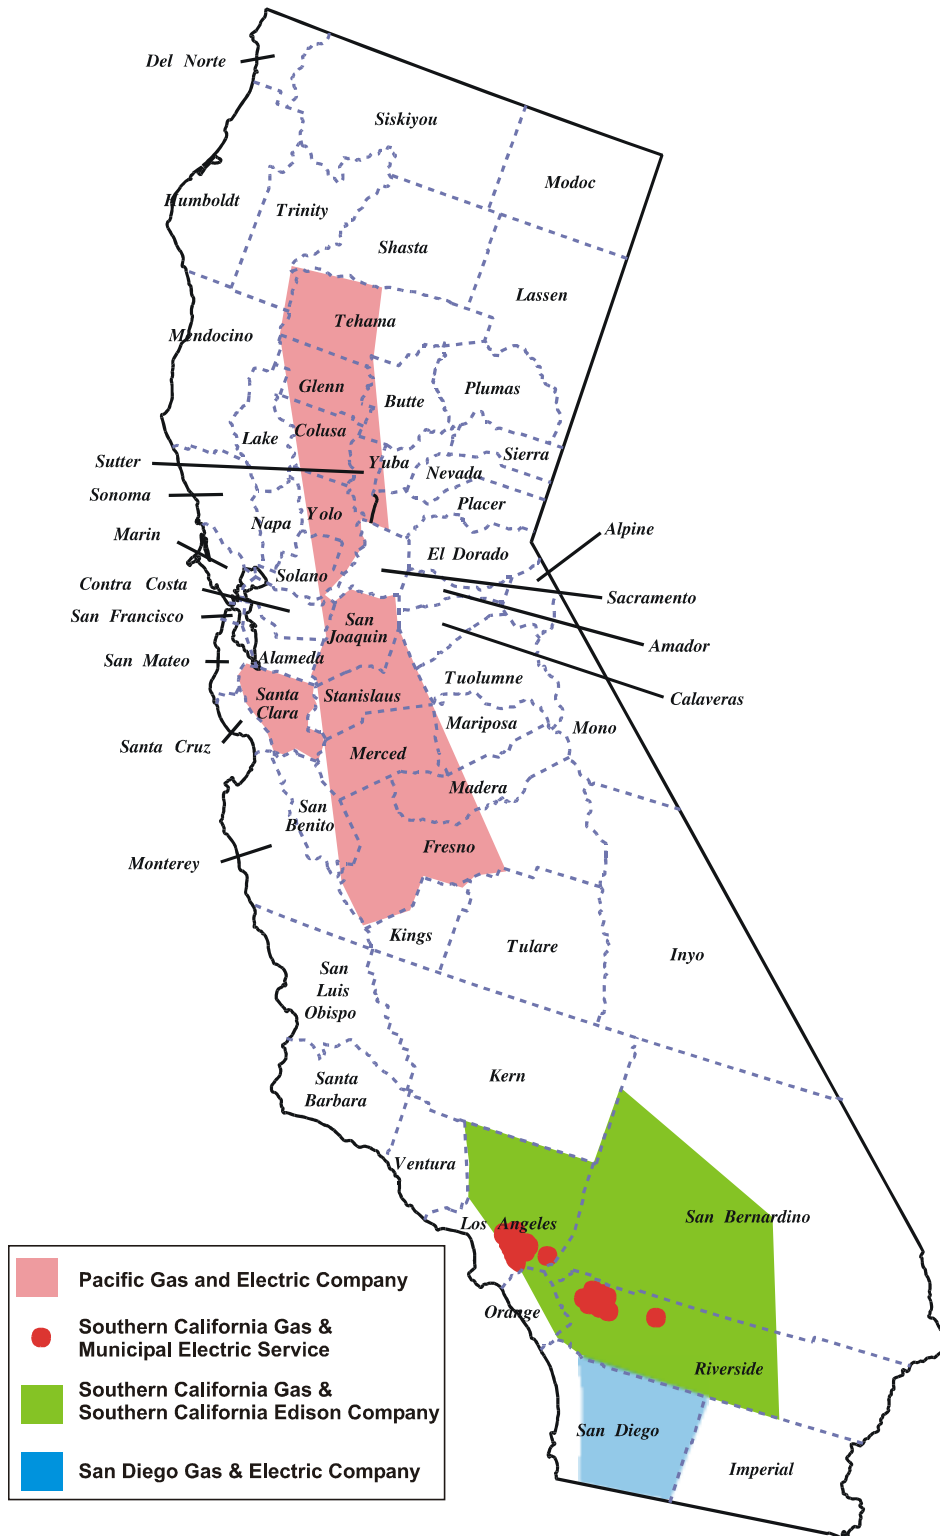 Del Norte
Siskiyou
Modoc
Humboldt
Trinity
Shasta
Lassen
Tehama
Mendocino
Glenn
Butte
Plumas
Colusa
Lake
Sutter
Yuba
Sierra
Nevada
Sonoma
Placer
Napa
Yolo
Marin
Alpine
El Dorado
Solano
Contra Costa
Sacramento
San Francisco
San
Joaquin
Amador
San Mateo
Alameda
Tuolumne
Santa
Clara
Stanislaus
Calaveras
Mariposa
Mono
Santa Cruz
Merced
Madera
San
Benito
Fresno
Monterey
Kings
Tulare
Inyo
San
Luis
Obispo
Kern
Santa
Barbara
Ventura
San Bernardino
Los Angeles
Orange
Riverside
San Diego
Imperial
Pacific Gas and Electric Company
Southern California Gas &
Municipal Electric Service
Southern California Gas &
Southern California Edison Company
San Diego Gas & Electric Company